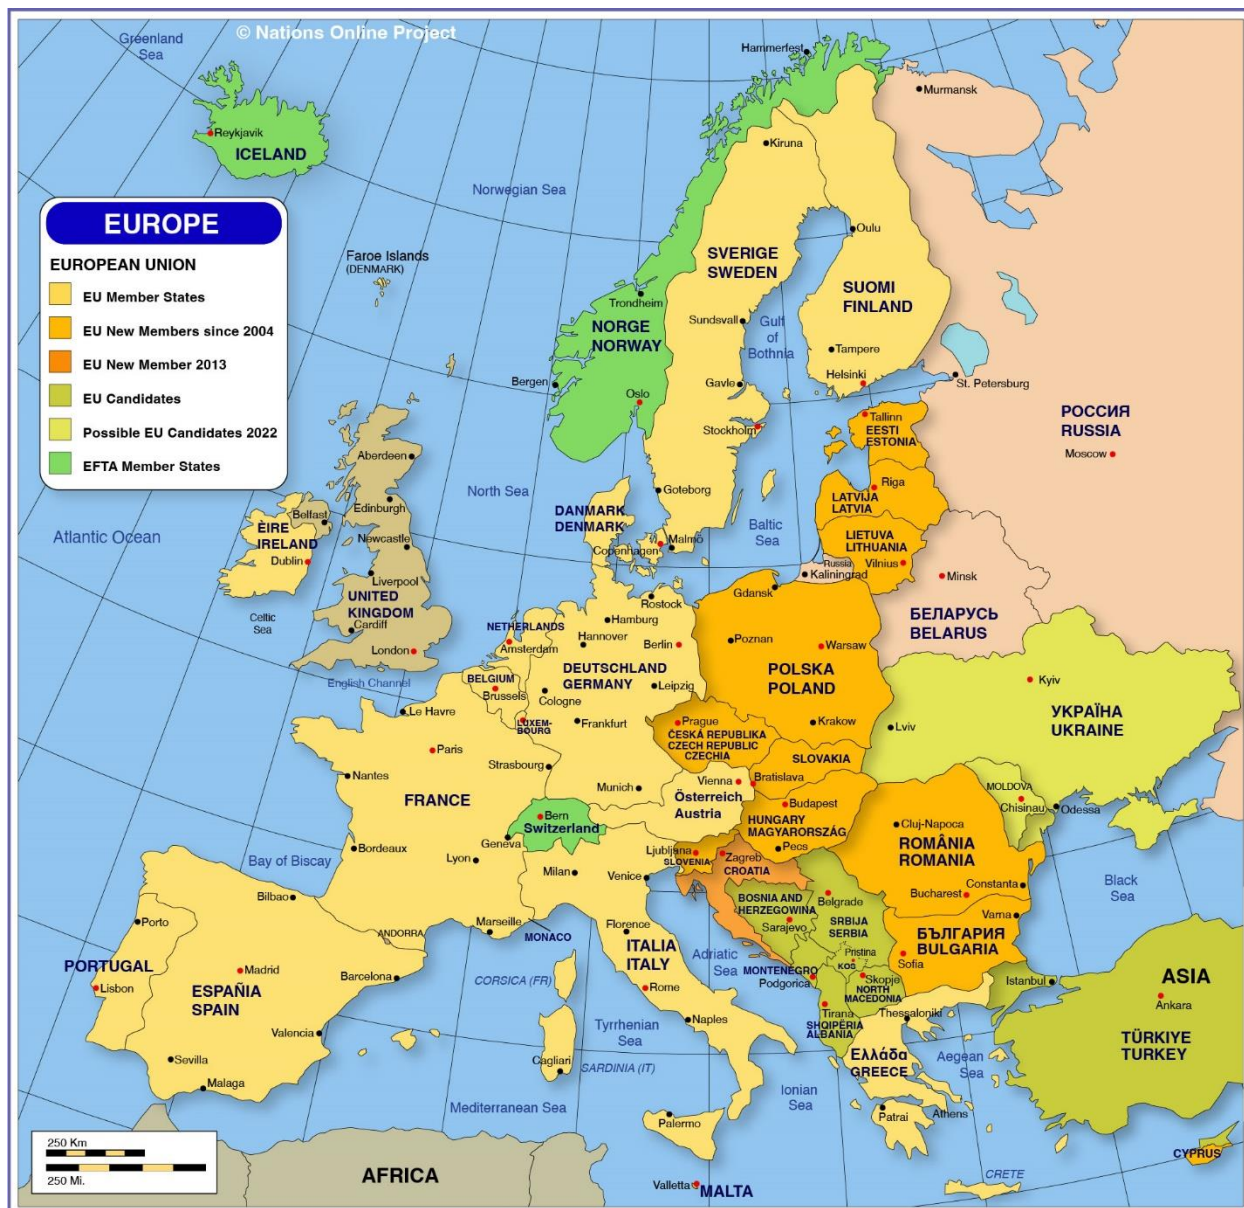 © Nations Online Project
Greenland
Sea
Hammerfest
Murmansk
Reykjavik
ICELAND
Kiruna
Norwegian Sea
EUROPE
EUROPEAN UNION
EU Member States
EU New Members since 2004
EU New Member 2013
EU Candidates
Possible EU Candidates 2022
EFTA Member States
Faroe Islands
(DENMARK)
Oulu
SVERIGE
SWEDEN
SUOMI
FINLAND
Trondheim
NORGE
NORWAY
Sundsvall
Gulf
of
Bothnia
Tampere
Helsinki
Bergen
Gavle
St. Petersburg
Oslo
Stockholm
Tallinn
EESTI
ESTONIA
РОССИЯ
RUSSIA
Moscow
Aberdeen
North Sea
Goteborg
Riga
LATVIJA
LATVIA
Edinburgh
Belfast
DANMARK
DENMARK
Baltic
Sea
Atlantic Ocean
ÈIRE
IRELAND
Dublin
Newcastle
Malmö
Copenhagen
LIETUVA
LITHUANIA
Vilnius
Russia
Kaliningrad
Minsk
Liverpool
UNITED
KINGDOM
Celtic
Sea
Cardiff
London
Gdansk
Rostock
Hamburg
БЕЛАРУСЬ
BELARUS
NETHERLANDS
Amsterdam
Hannover
Berlin
Poznan
Warsaw
English Channel
BELGIUM
Brussels
DEUTSCHLAND
GERMANY
Cologne
Leipzig
POLSKA
POLAND
Kyiv
Le Havre
LUXEM-
BOURG
Frankfurt
Prague
ČESKÁ REPUBLIKA
CZECH REPUBLIC
CZECHIA
Krakow
Lviv
УКРАЇНА
UKRAINE
Paris
Strasbourg
SLOVAKIA
Nantes
Munich
Vienna
Bratislava
Österreich
Austria
MOLDOVA
Chisinau
Odessa
FRANCE
Bern
Switzerland
Geneva
Budapest
HUNGARY
MAGYARORSZÁG
Pecs
Cluj-Napoca
ROMÂNIA
ROMANIA
Bay of Biscay
Bordeaux
Lyon
Milan
Venice
Ljubljana
SLOVENIA
Zagreb
CROATIA
Bucharest
Constanta
Black
Sea
Bilbao
Porto
Marseille
MONACO
ANDORRA
Florence
BOSNIA AND
HERZEGOVINA
Sarajevo
Belgrade
SRBIJA
SERBIA
Varna
БЪЛГАРИЯ
BULGARIA
Sofia
PORTUGAL
Lisbon
Madrid
ESPAÑIA
SPAIN
Barcelona
CORSICA (FR)
ITALIA
ITALY
Rome
Adriatic
Sea
MONTENEGRO
Podgorica
Pristina
KOS
Skopje
NORTH
MACEDONIA
Istanbul
ASIA
Ankara
Valencia
Tyrrhenian
Sea
Naples
Tirana
SHQIPËRIA
ALBANIA
Thessaloniki
TÜRKIYE
TURKEY
Sevilla
Malaga
Cagliari
SARDINIA (IT)
Ελλάδα
GREECE
Aegean
Sea
Ionian
Sea
Mediterranean Sea
Palermo
Patrai
Athens
250 Km
250 Mi.
AFRICA
Valletta
MALTA
CRETE
CYPRUS